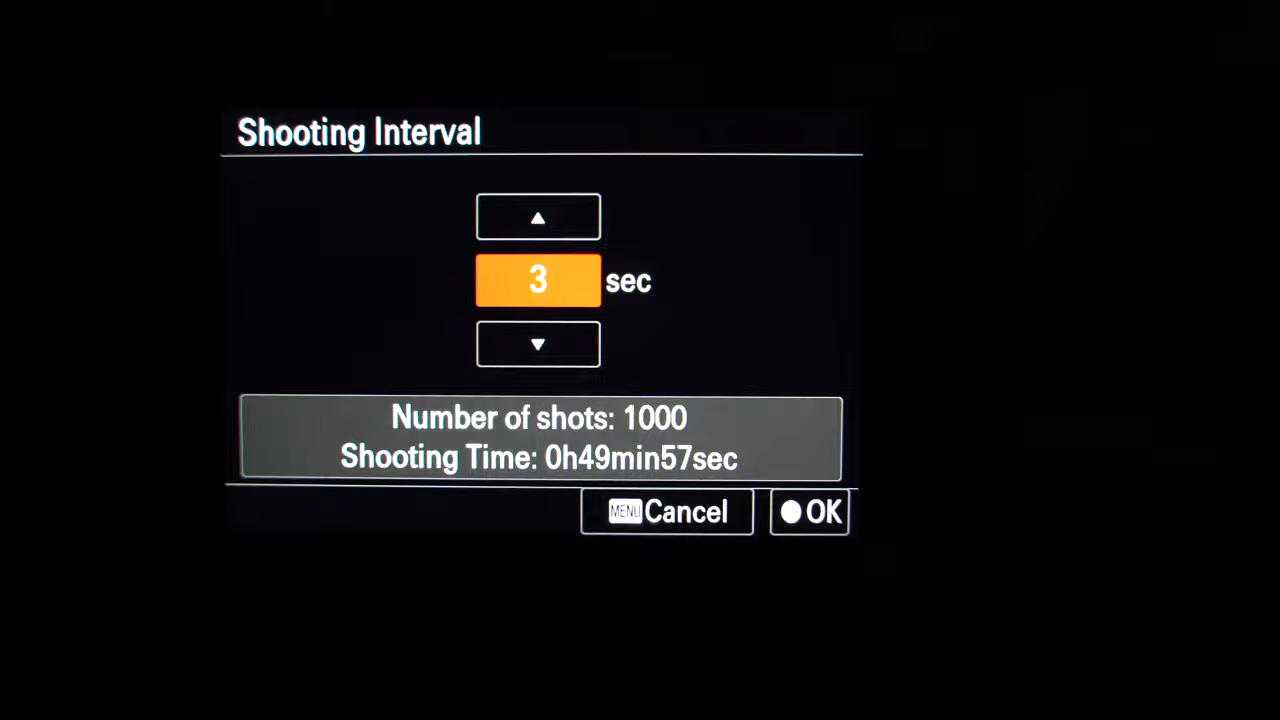 Shooting Interval
3 sec
Number of shots: 1000
Shooting Time: 0h49min57sec
MENU Cancel OK